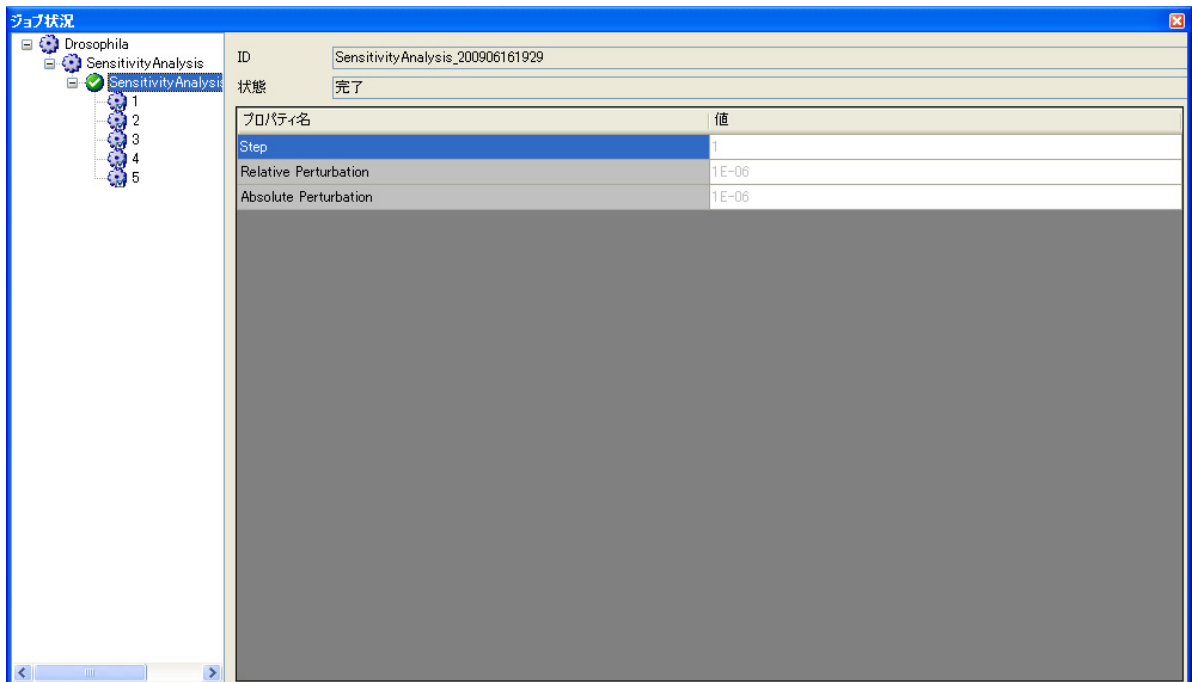 ジョブ状況
Drosophila
SensitivityAnalysis
SensitivityAnalysis
1
2
3
4
5
ID SensitivityAnalysis_200906161929
状態 完了
プロパティ名 値
Step 1
Relative Perturbation 1E-06
Absolute Perturbation 1E-06